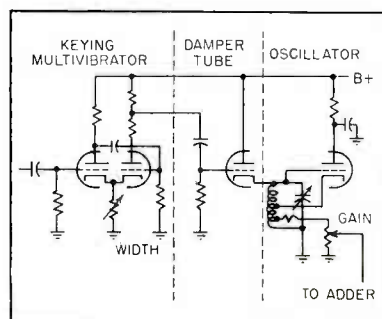 KEYING
MULTIVIBRATOR
DAMPER
TUBE
OSCILLATOR
B+
WIDTH
GAIN
TO ADDER